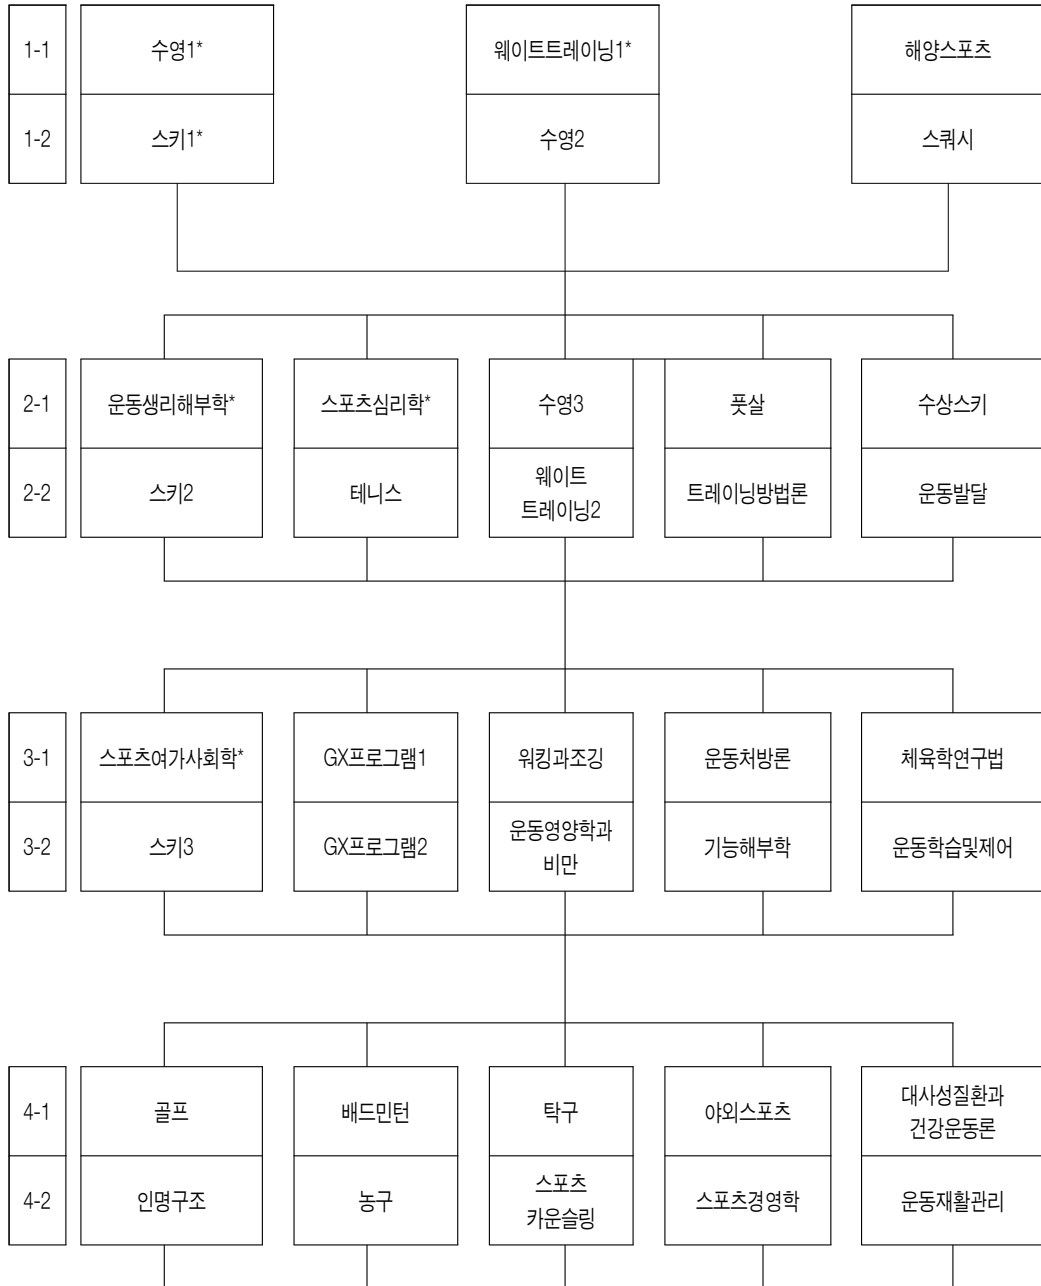 1-1 수영1* 웨이트트레이닝1* 해양스포츠
1-2 스키1* 수영2 스쿼시
2-1 운동생리해부학* 스포츠심리학* 수영3 풋살 수상스키
2-2 스키2 테니스 웨이트
트레이닝2 트레이닝방법론 운동발달
3-1 스포츠여가사회학* GX프로그램1 워킹과조깅 운동처방론 체육학연구법
3-2 스키3 GX프로그램2 운동영양학과
비만 기능해부학 운동학습및제어
4-1 골프 배드민턴 탁구 야외스포츠 대사성질환과
건강운동론
4-2 인명구조 농구 스포츠
카운슬링 스포츠경영학 운동재활관리